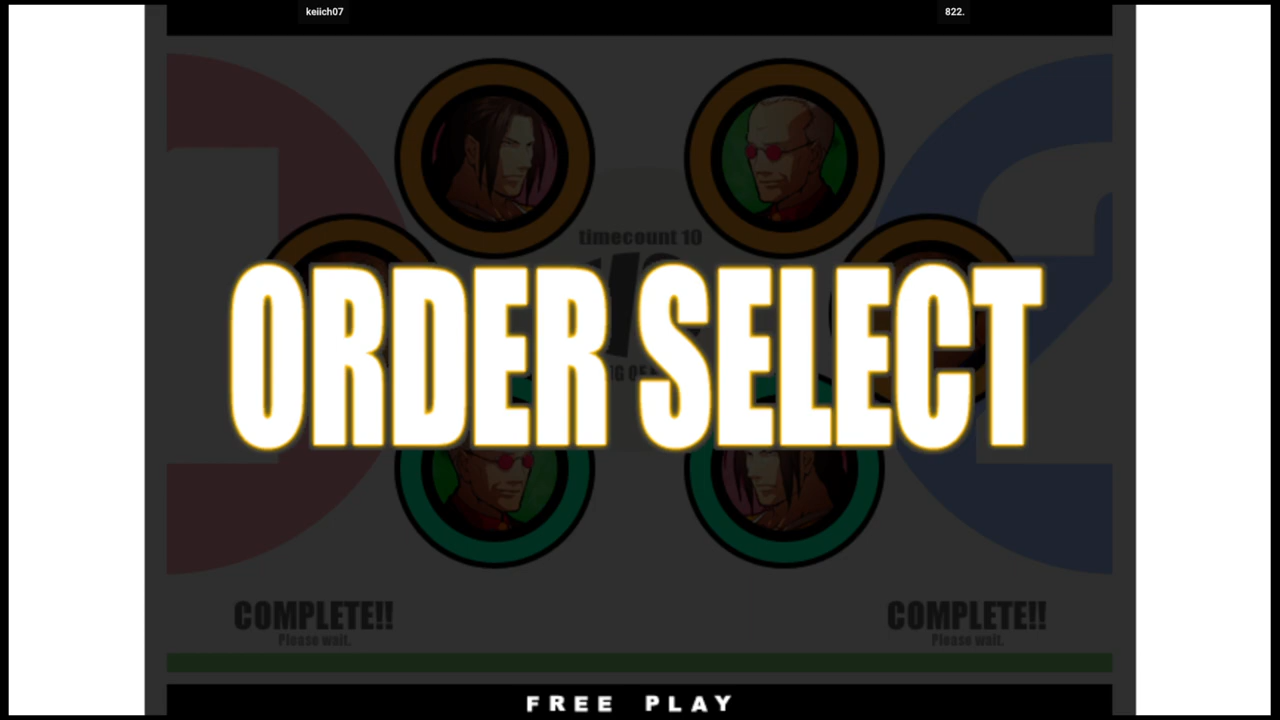 keiich07
822.
timecount 10
ORDER SELECT
COMPLETE!!
Please wait.
COMPLETE!!
Please wait.
FREE PLAY